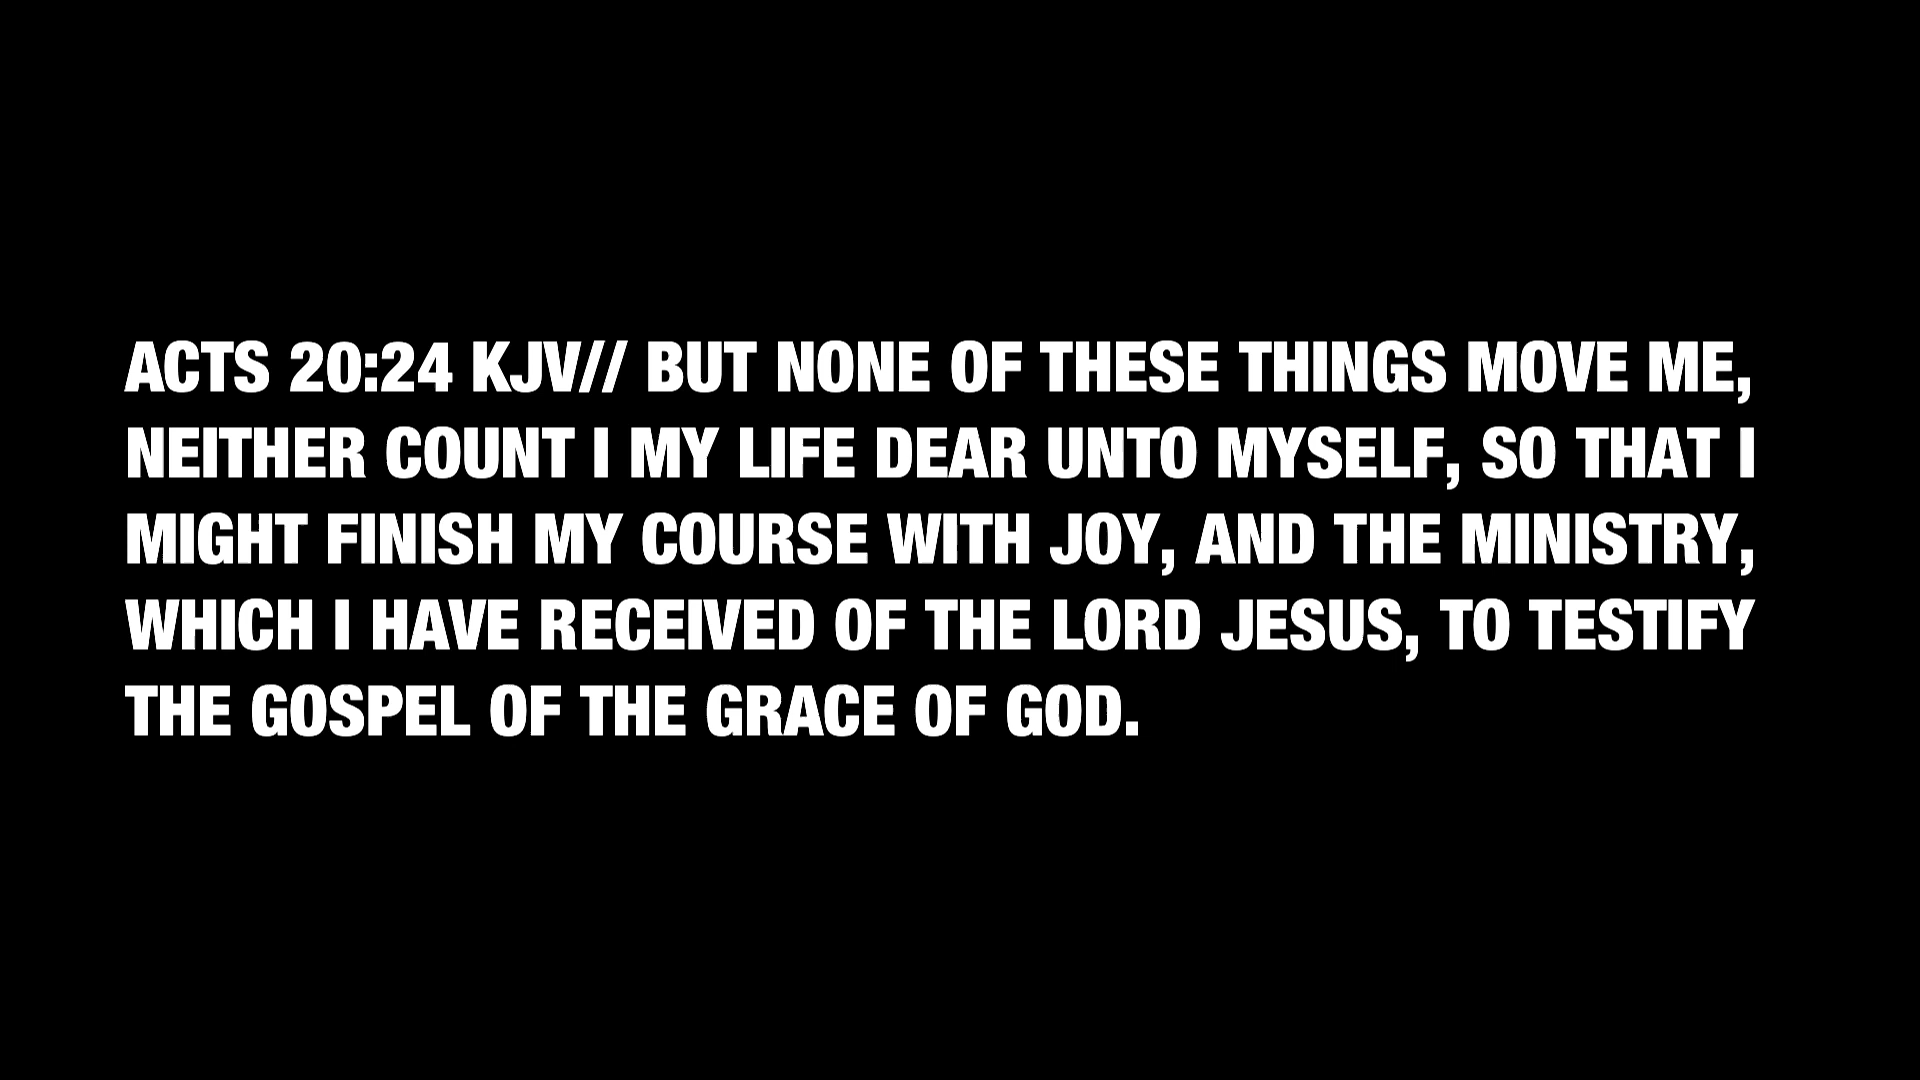 ACTS 20:24 KJV// BUT NONE OF THESE THINGS MOVE ME,
NEITHER COUNT I MY LIFE DEAR UNTO MYSELF, SO THAT I
MIGHT FINISH MY COURSE WITH JOY, AND THE MINISTRY,
WHICH I HAVE RECEIVED OF THE LORD JESUS, TO TESTIFY
THE GOSPEL OF THE GRACE OF GOD.